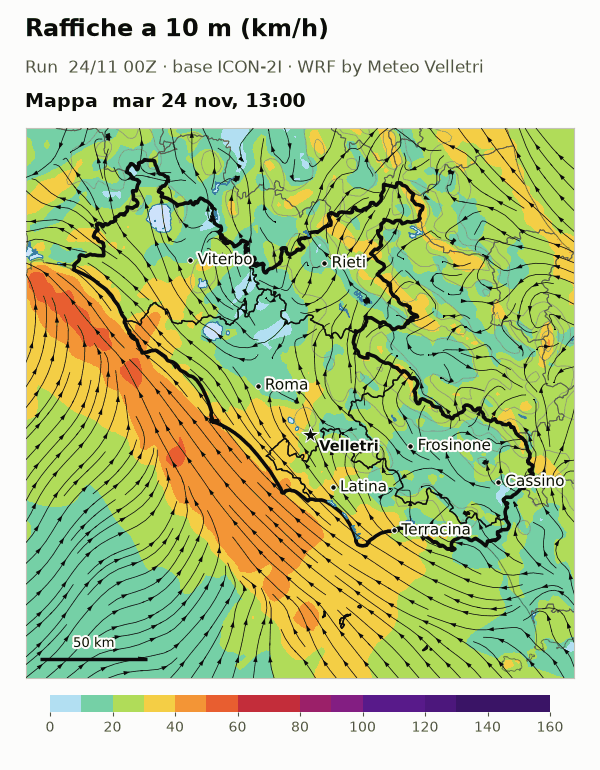 Raffiche a 10 m (km/h)
Run  24/11 00Z · base ICON-2I · WRF by Meteo Velletri
Mappa  mar 24 nov, 13:00
Viterbo
Rieti
Roma
Velletri
Frosinone
Latina
Cassino
Terracina
50 km
0 20 40 60 80 100 120 140 160